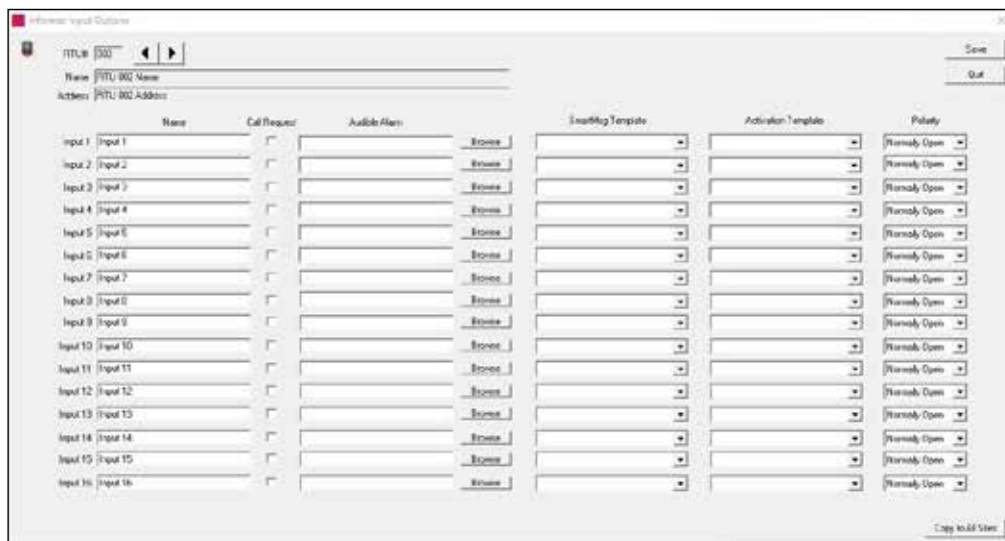 Informer Input Options
RTU# 002
Save
Name RTU 002 Name
Quit
Address RTU 002 Address
Name Call Request Audible Alarm SmartMsg Template Activation Template Polarity
Input 1 Input 1 Browse Normally Open
Input 2 Input 2 Browse Normally Open
Input 3 Input 3 Browse Normally Open
Input 4 Input 4 Browse Normally Open
Input 5 Input 5 Browse Normally Open
Input 6 Input 6 Browse Normally Open
Input 7 Input 7 Browse Normally Open
Input 8 Input 8 Browse Normally Open
Input 9 Input 9 Browse Normally Open
Input 10 Input 10 Browse Normally Open
Input 11 Input 11 Browse Normally Open
Input 12 Input 12 Browse Normally Open
Input 13 Input 13 Browse Normally Open
Input 14 Input 14 Browse Normally Open
Input 15 Input 15 Browse Normally Open
Input 16 Input 16 Browse Normally Open
Copy to All Sites